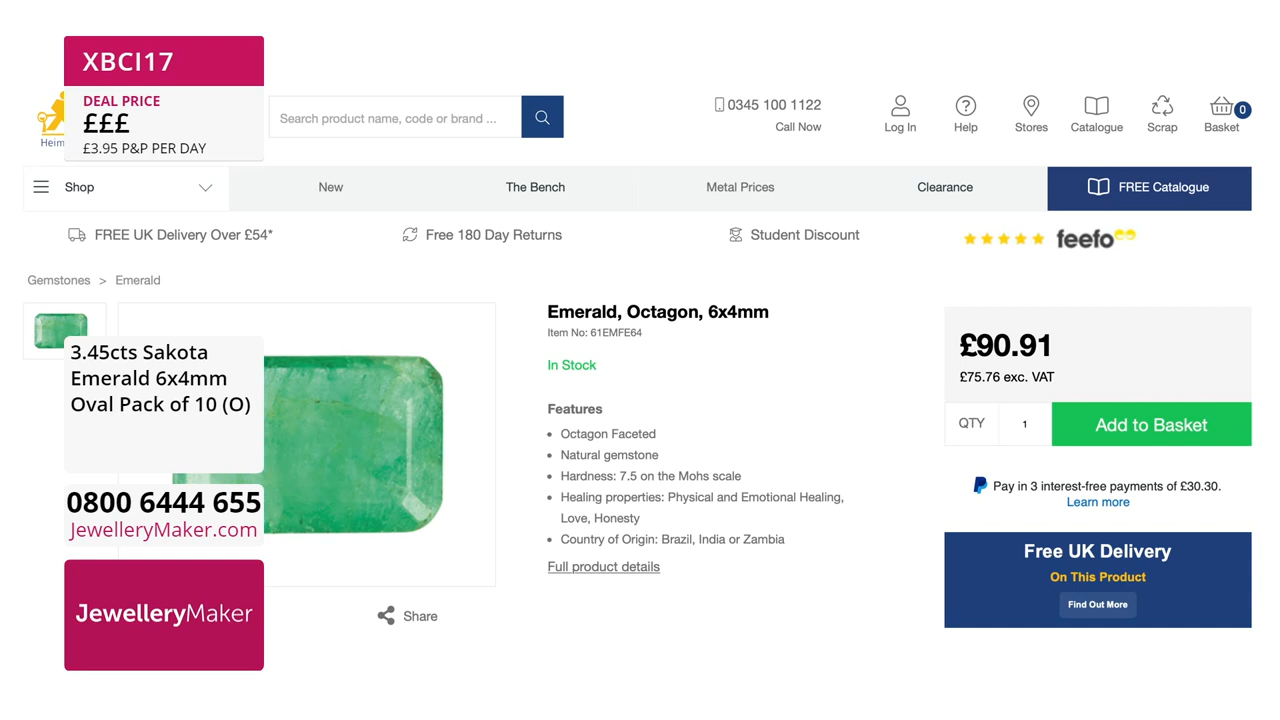 XBCI17
DEAL PRICE
£££
£3.95 P&P PER DAY
Heim
Search product name, code or brand ...
0345 100 1122
Call Now
Log In
Help
Stores
Catalogue
Scrap
Basket
0
Shop
New
The Bench
Metal Prices
Clearance
FREE Catalogue
FREE UK Delivery Over £54*
Free 180 Day Returns
Student Discount
feefo
Gemstones > Emerald
3.45cts Sakota
Emerald 6x4mm
Oval Pack of 10 (O)
0800 6444 655
JewelleryMaker.com
JewelleryMaker
Share
Emerald, Octagon, 6x4mm
Item No: 61EMFE64
In Stock
Features
Octagon Faceted
Natural gemstone
Hardness: 7.5 on the Mohs scale
Healing properties: Physical and Emotional Healing,
Love, Honesty
Country of Origin: Brazil, India or Zambia
Full product details
£90.91
£75.76 exc. VAT
QTY
1
Add to Basket
Pay in 3 interest-free payments of £30.30.
Learn more
Free UK Delivery
On This Product
Find Out More